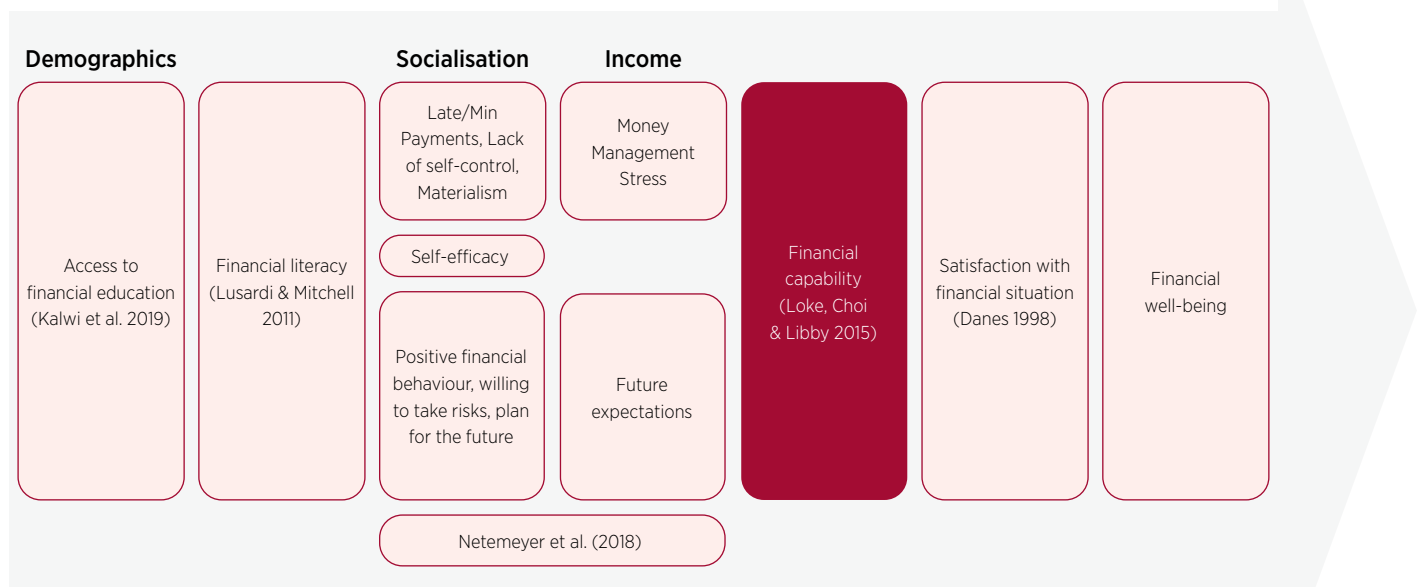 Demographics
Socialisation
Income
Access to
financial education
(Kalwi et al. 2019)
Financial literacy
(Lusardi & Mitchell
2011)
Late/Min
Payments, Lack
of self-control,
Materialism
Self-efficacy
Positive financial
behaviour, willing
to take risks, plan
for the future
Money
Management
Stress
Future
expectations
Netemeyer et al. (2018)
Financial
capability
(Loke, Choi
& Libby 2015)
Satisfaction with
financial situation
(Danes 1998)
Financial
well-being